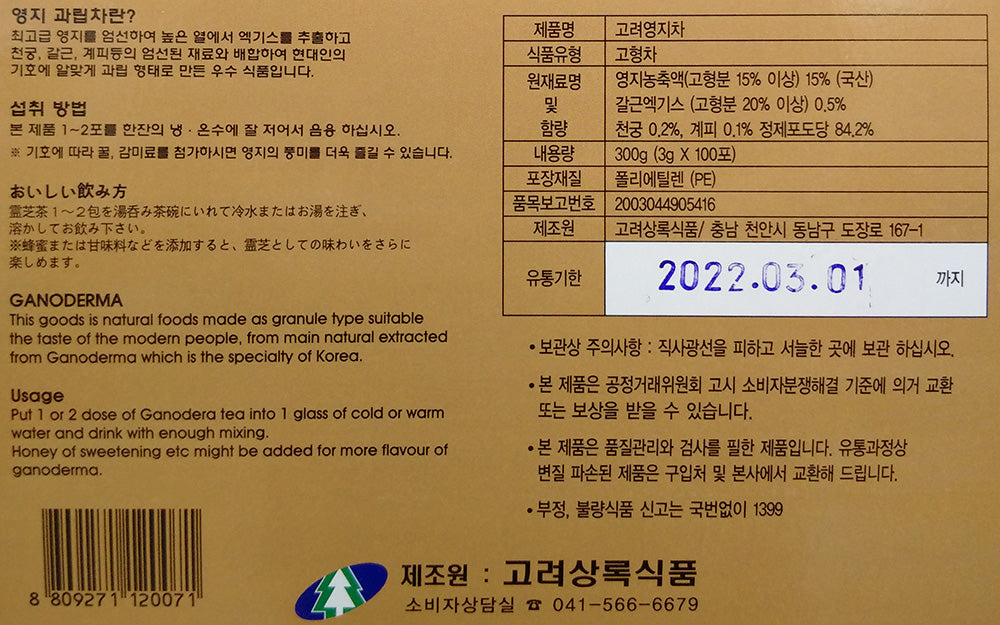 영지 과립차란?
최고급 영지를 엄선하여 높은 열에서 엑기스를 추출하고
천궁, 갈근, 계피등의 엄선된 재료와 배합하여 현대인의
기호에 알맞게 과립 형태로 만든 우수 식품입니다.
섭취 방법
본 제품 1~2포를 한잔의 냉·온수에 잘 저어서 음용 하십시오.
※ 기호에 따라 꿀, 감미료를 첨가하시면 영지의 풍미를 더욱 즐길 수 있습니다.
おいしい飲み方
霊芝茶1～2包を湯呑み茶碗にいれて冷水またはお湯を注ぎ、
溶かしてお飲み下さい。
※蜂蜜または甘味料などを添加すると、霊芝としての味わいをさらに
楽しめます。
GANODERMA
This goods is natural foods made as granule type suitable
the taste of the modern people, from main natural extracted
from Ganoderma which is the specialty of Korea.
Usage
Put 1 or 2 dose of Ganodera tea into 1 glass of cold or warm
water and drink with enough mixing.
Honey of sweetening etc might be added for more flavour of
ganoderma.
8 809271 120071
제품명 고려영지차
식품유형 고형차
원재료명 영지농축액(고형분 15% 이상) 15% (국산)
및 갈근엑기스 (고형분 20% 이상) 0.5%
함량 천궁 0.2%, 계피 0.1% 정제포도당 84.2%
내용량 300g (3g X 100포)
포장재질 폴리에틸렌 (PE)
품목보고번호 2003044905416
제조원 고려상록식품/ 충남 천안시 동남구 도장로 167-1
유통기한 2022.03.01 까지
• 보관상 주의사항 : 직사광선을 피하고 서늘한 곳에 보관 하십시오.
• 본 제품은 공정거래위원회 고시 소비자분쟁해결 기준에 의거 교환
또는 보상을 받을 수 있습니다.
• 본 제품은 품질관리와 검사를 필한 제품입니다. 유통과정상
변질 파손된 제품은 구입처 및 본사에서 교환해 드립니다.
• 부정, 불량식품 신고는 국번없이 1399
제조원 : 고려상록식품
소비자상담실 ☎ 041-566-6679